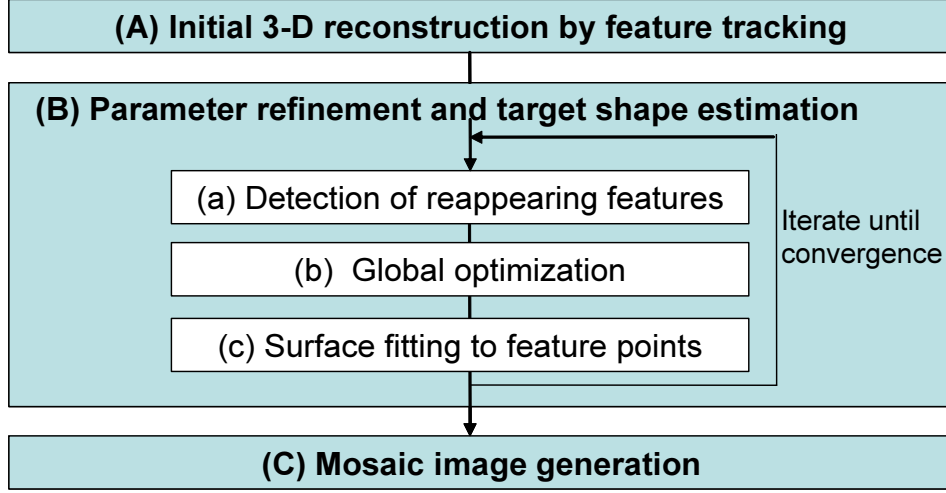 (A) Initial 3-D reconstruction by feature tracking
(B) Parameter refinement and target shape estimation
(a) Detection of reappearing features
(b) Global optimization
(c) Surface fitting to feature points
Iterate until
convergence
(C) Mosaic image generation